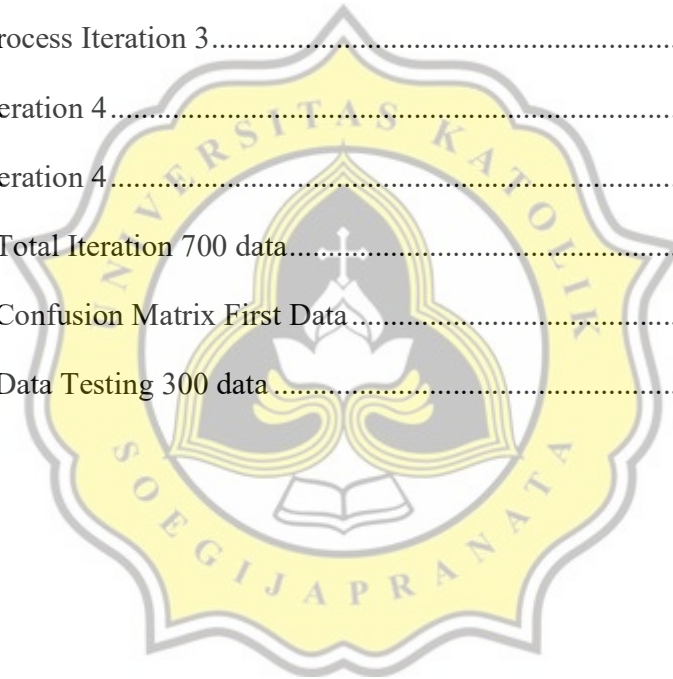 rocess Iteration 3............................................................
eration 4............................................................
eration 4............................................................
Total Iteration 700 data............................................................
Confusion Matrix First Data............................................................
Data Testing 300 data............................................................
UNIVERSITAS KATOLIK
SOEGIJAPRANATA